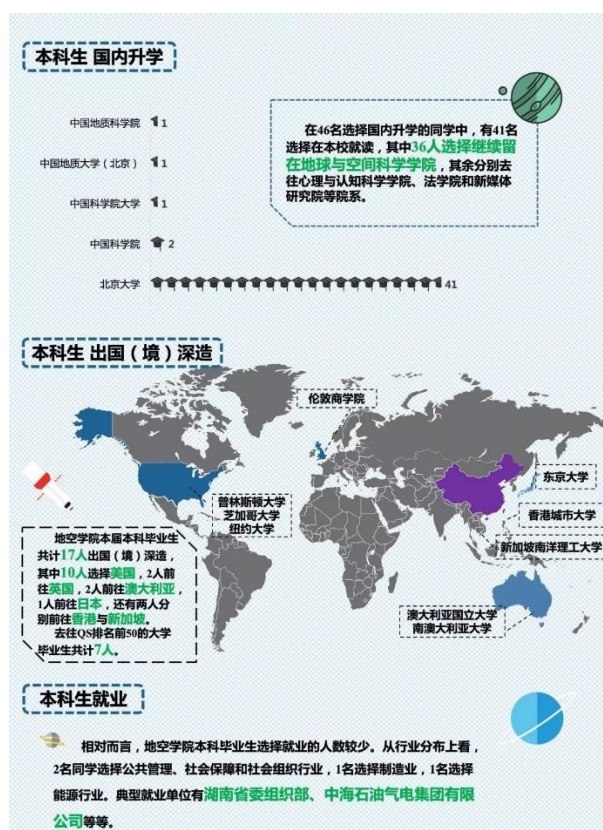 本科生 国内升学
中国地质科学院 1
中国地质大学（北京） 1
中国科学院大学 1
中国科学院 2
北京大学 41
在46名选择国内升学的同学中，有41名
选择在本校就读，其中36人选择继续留
在地球与空间科学学院，其余分别去
往心理与认知科学学院、法学院和新媒体
研究院等院系。
本科生 出国（境）深造
伦敦商学院
普林斯顿大学
芝加哥大学
纽约大学
东京大学
香港城市大学
新加坡南洋理工大学
澳大利亚国立大学
南澳大利亚大学
地空学院本届本科毕业生
共计17人出国（境）深造，
其中10人选择美国，2人前
往英国，2人前往澳大利亚，
1人前往日本，还有两人分
别前往香港与新加坡。
去往QS排名前50的大学
毕业生共计7人。
本科生就业
相对而言，地空学院本科毕业生选择就业的人数较少。从行业分布上看，
2名同学选择公共管理、社会保障和社会组织行业，1名选择制造业，1名选择
能源行业。典型就业单位有湖南省委组织部、中海石油气电集团有限
公司等等。